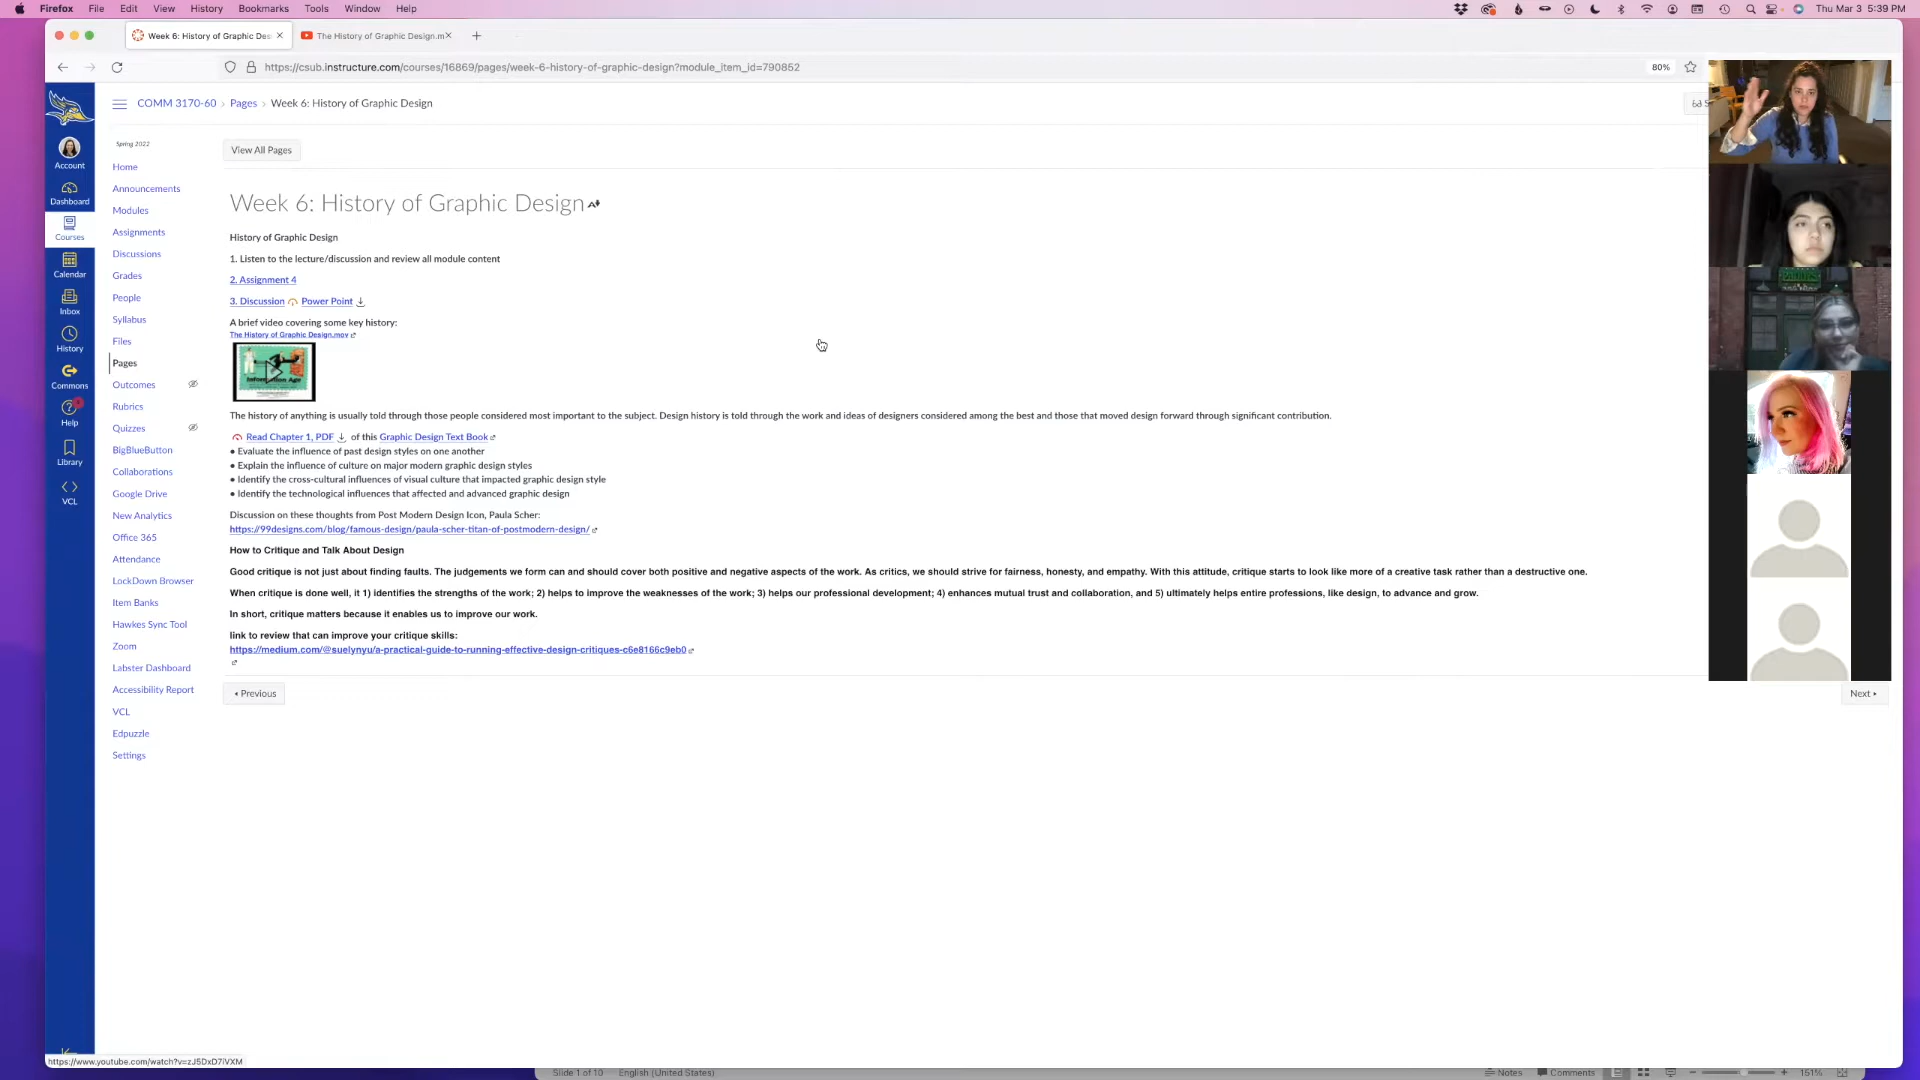 Firefox File Edit View History Bookmarks Tools Window Help Thu Mar 3 5:39 PM
Week 6: History of Graphic Des The History of Graphic Design.m
https://csub.instructure.com/courses/16869/pages/week-6-history-of-graphic-design?module_item_id=790852 80%
COMM 3170-60 › Pages › Week 6: History of Graphic Design
Account
Dashboard
Courses
Calendar
Inbox
History
Commons
Help
Library
VCL
Spring 2022
Home
Announcements
Modules
Assignments
Discussions
Grades
People
Syllabus
Files
Pages
Outcomes
Rubrics
Quizzes
BigBlueButton
Collaborations
Google Drive
New Analytics
Office 365
Attendance
LockDown Browser
Item Banks
Hawkes Sync Tool
Zoom
Labster Dashboard
Accessibility Report
VCL
Edpuzzle
Settings
View All Pages
Week 6: History of Graphic Design
History of Graphic Design
1. Listen to the lecture/discussion and review all module content
2. Assignment 4
3. Discussion Power Point
A brief video covering some key history:
The History of Graphic Design.mov
Information Age
The history of anything is usually told through those people considered most important to the subject. Design history is told through the work and ideas of designers considered among the best and those that moved design forward through significant contribution.
Read Chapter 1, PDF of this Graphic Design Text Book
• Evaluate the influence of past design styles on one another
• Explain the influence of culture on major modern graphic design styles
• Identify the cross-cultural influences of visual culture that impacted graphic design style
• Identify the technological influences that affected and advanced graphic design
Discussion on these thoughts from Post Modern Design Icon, Paula Scher:
https://99designs.com/blog/famous-design/paula-scher-titan-of-postmodern-design/
How to Critique and Talk About Design
Good critique is not just about finding faults. The judgements we form can and should cover both positive and negative aspects of the work. As critics, we should strive for fairness, honesty, and empathy. With this attitude, critique starts to look like more of a creative task rather than a destructive one.
When critique is done well, it 1) identifies the strengths of the work; 2) helps to improve the weaknesses of the work; 3) helps our professional development; 4) enhances mutual trust and collaboration, and 5) ultimately helps entire professions, like design, to advance and grow.
In short, critique matters because it enables us to improve our work.
link to review that can improve your critique skills:
https://medium.com/@suelynyu/a-practical-guide-to-running-effective-design-critiques-c6e8166c9eb0
Previous
Next
https://www.youtube.com/watch?v=zJ5DxD7iVXM
Slide 1 of 10 English (United States) Notes Comments 151%